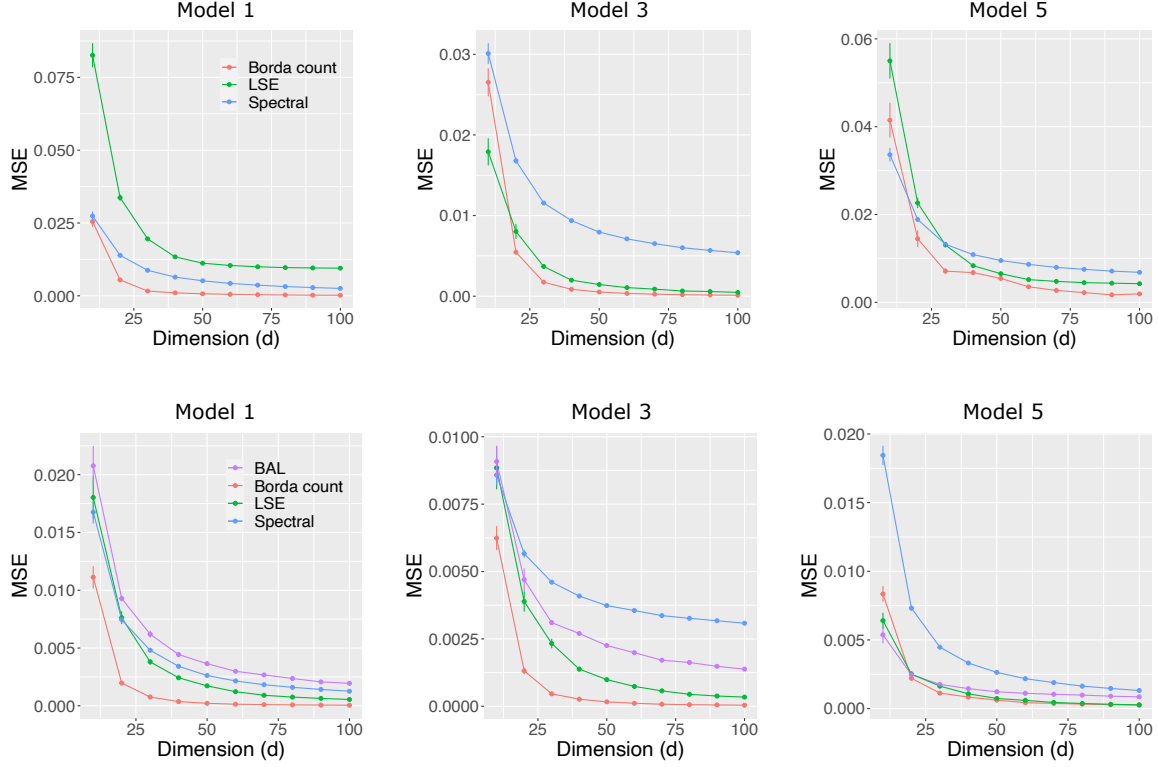 Model 1
Model 3
Model 5
MSE
0.075
0.050
0.025
0.000
Borda count
LSE
Spectral
25
50
75
100
Dimension (d)
MSE
0.03
0.02
0.01
0.00
25
50
75
100
Dimension (d)
MSE
0.06
0.04
0.02
0.00
25
50
75
100
Dimension (d)
Model 1
Model 3
Model 5
MSE
0.020
0.015
0.010
0.005
0.000
BAL
Borda count
LSE
Spectral
25
50
75
100
Dimension (d)
MSE
0.0100
0.0075
0.0050
0.0025
0.0000
25
50
75
100
Dimension (d)
MSE
0.020
0.015
0.010
0.005
0.000
25
50
75
100
Dimension (d)